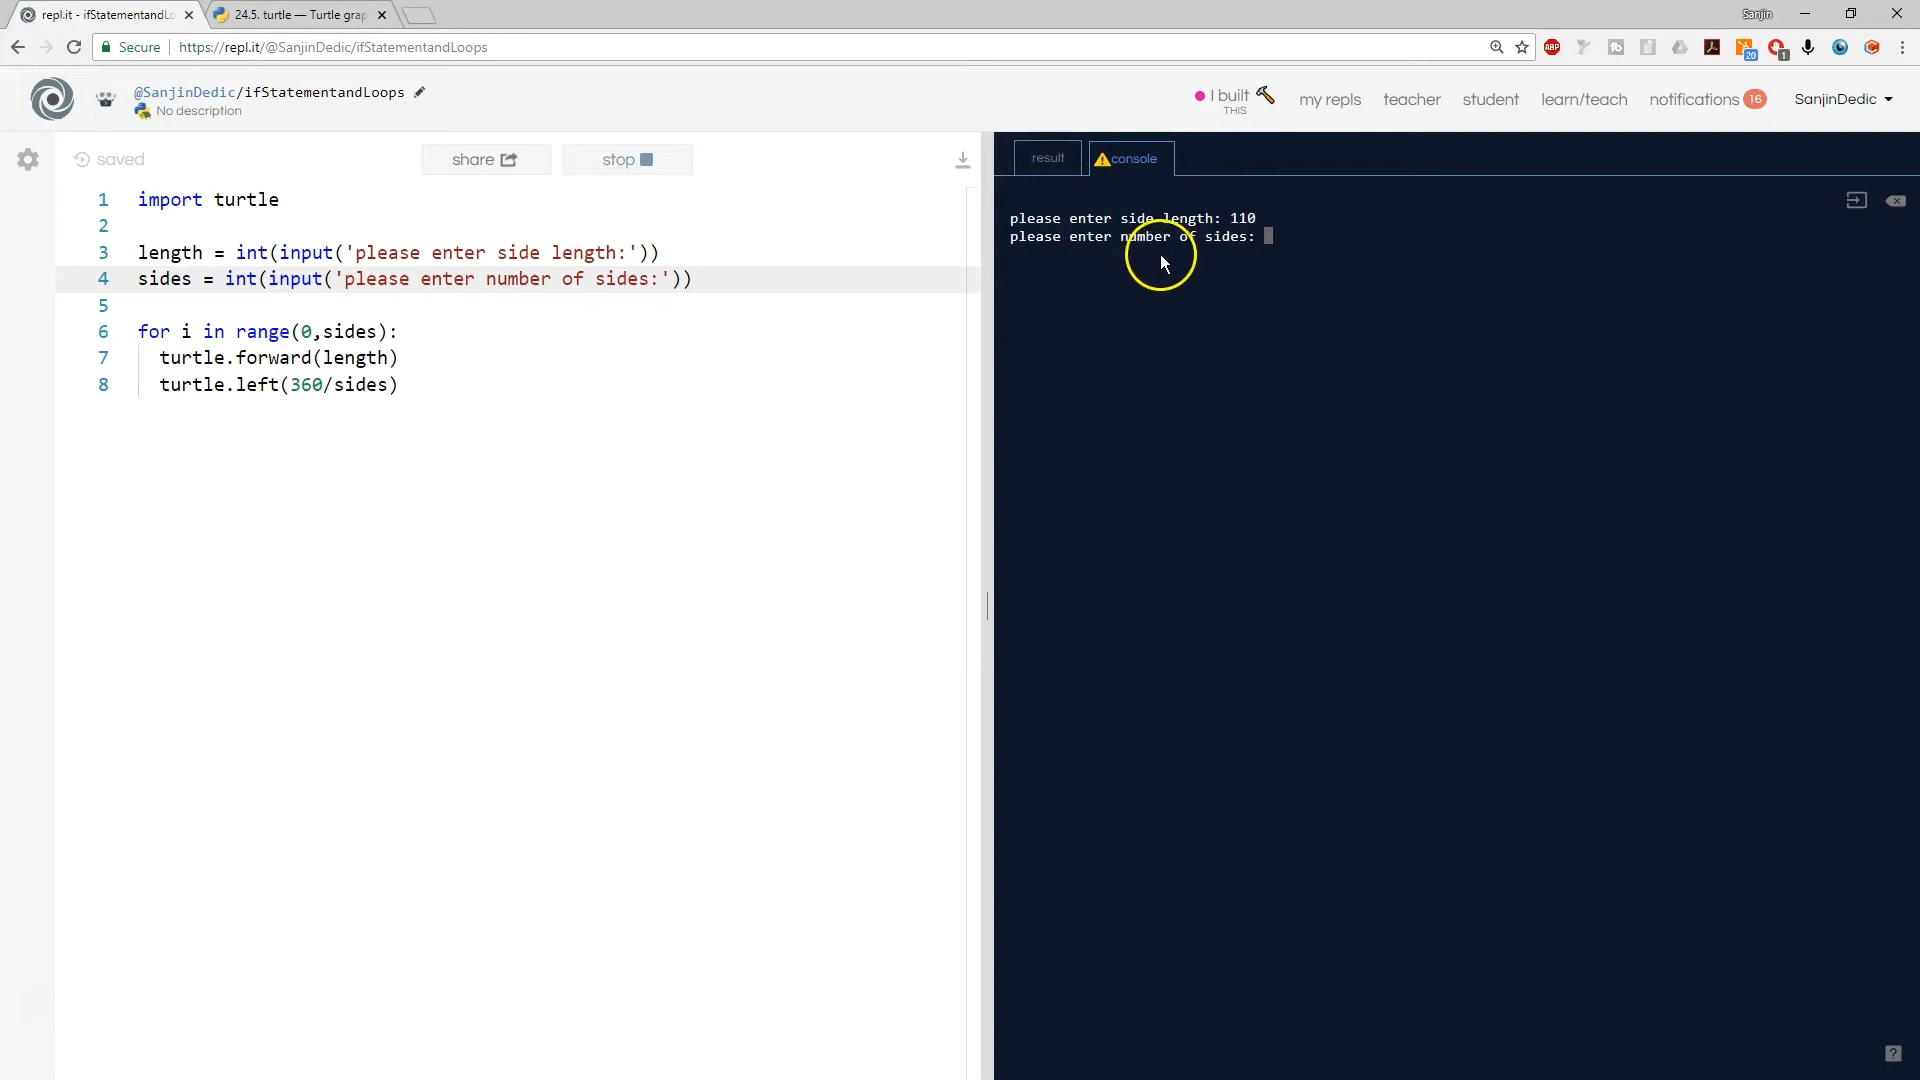 repl.it - ifStatementandLo
24.5. turtle — Turtle grap
Sanjin
Secure
https://repl.it/@SanjinDedic/ifStatementandLoops
ABP
20
1
@SanjinDedic/ifStatementandLoops
No description
I built
THIS
my repls
teacher
student
learn/teach
notifications 16
SanjinDedic
saved
share
stop
result
console
1 import turtle
2
3 length = int(input('please enter side length:'))
4 sides = int(input('please enter number of sides:'))
5
6 for i in range(0,sides):
7 turtle.forward(length)
8 turtle.left(360/sides)
please enter side length: 110
please enter number of sides:
?